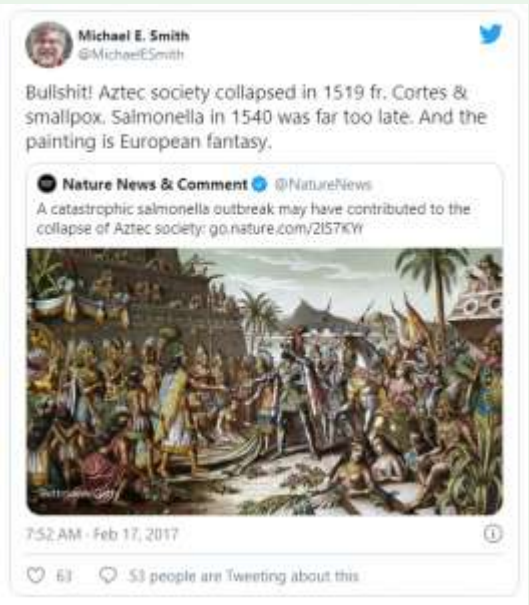 Michael E. Smith
@MichaelESmith
Bullshit! Aztec society collapsed in 1519 fr. Cortes &
smallpox. Salmonella in 1540 was far too late. And the
painting is European fantasy.
Nature News & Comment @NatureNews
A catastrophic salmonella outbreak may have contributed to the
collapse of Aztec society: go.nature.com/2lS7KYr
Bettmann/Getty
7:52 AM · Feb 17, 2017
63 53 people are Tweeting about this